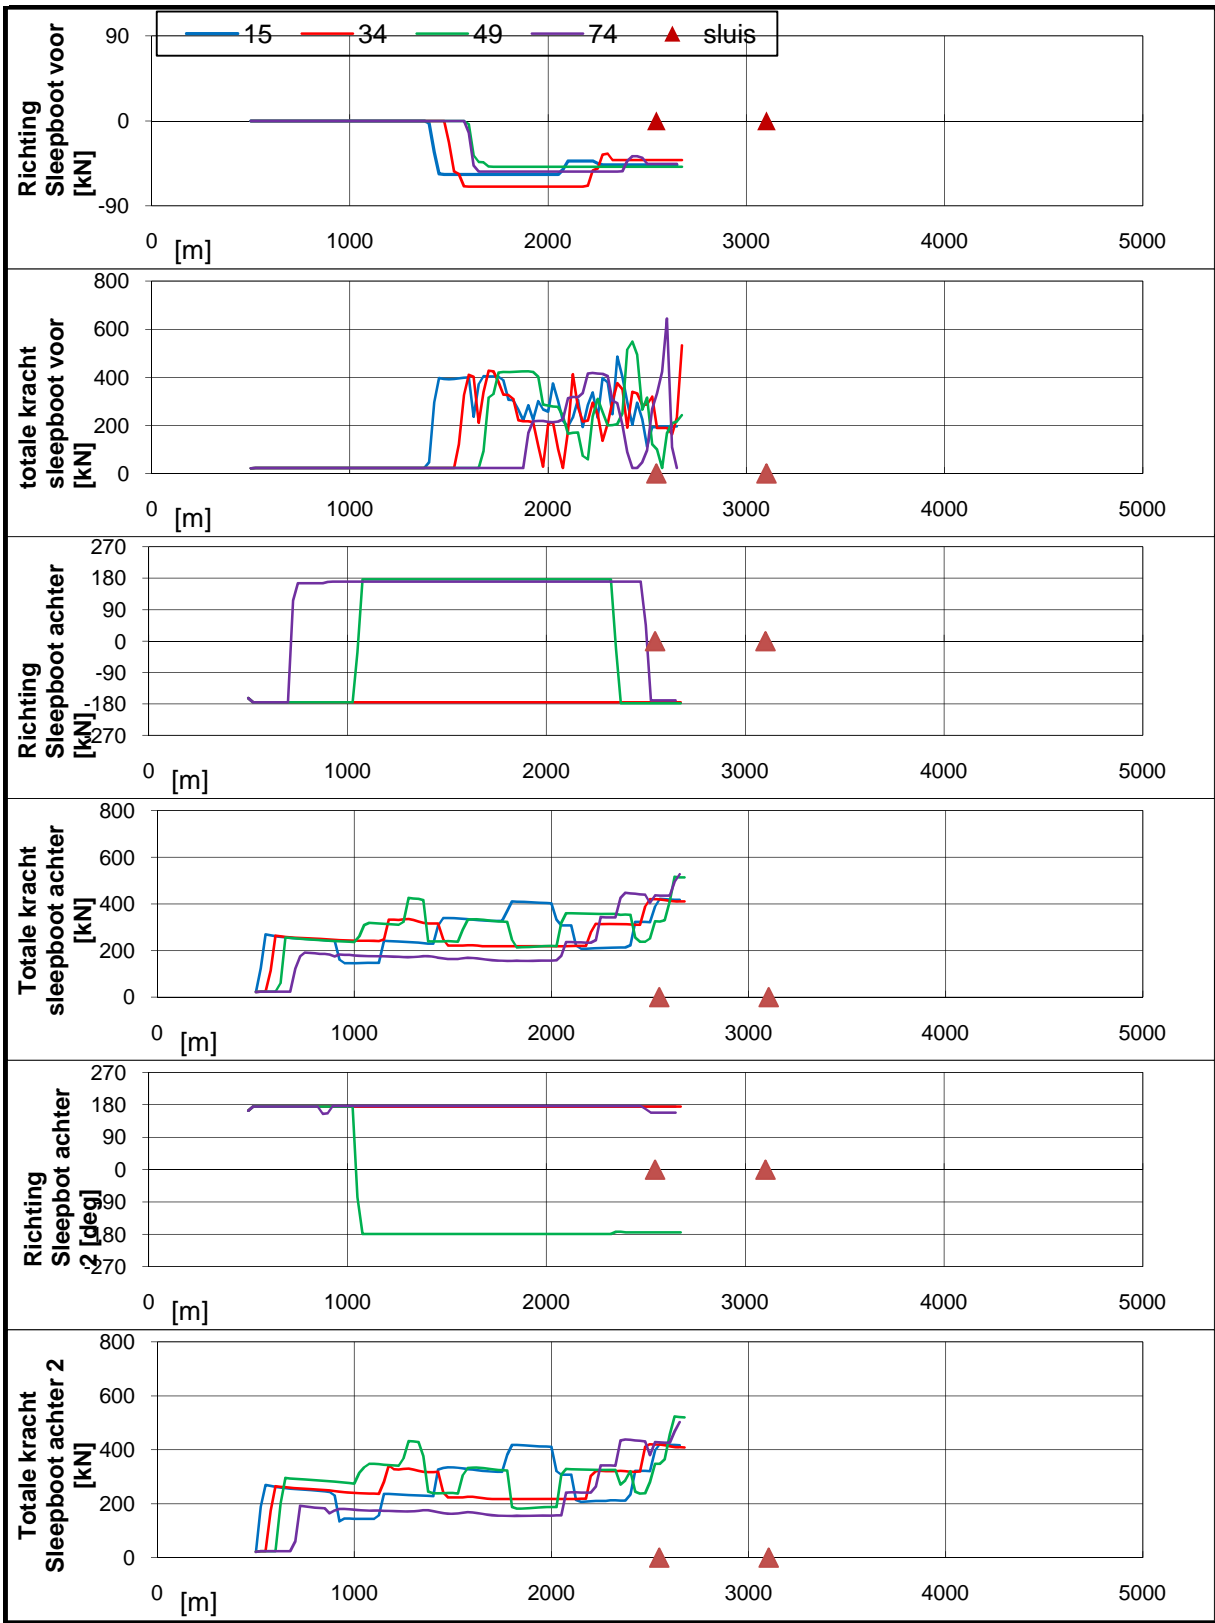 15 34 49 74 sluis
Richting
Sleepboot voor
[kN]
90
0
-90
0 1000 2000 3000 4000 5000
[m]
totale kracht
sleepboot voor
[kN]
800
600
400
200
0
0 1000 2000 3000 4000 5000
[m]
Richting
Sleepboot achter
[kN]
270
180
90
0
-90
-180
-270
0 1000 2000 3000 4000 5000
[m]
Totale kracht
sleepboot achter
[kN]
800
600
400
200
0
0 1000 2000 3000 4000 5000
[m]
Richting
Sleepbot achter
2 [deg]
270
180
90
0
-90
-180
-270
0 1000 2000 3000 4000 5000
[m]
Totale kracht
Sleepboot achter 2
[kN]
800
600
400
200
0
0 1000 2000 3000 4000 5000
[m]